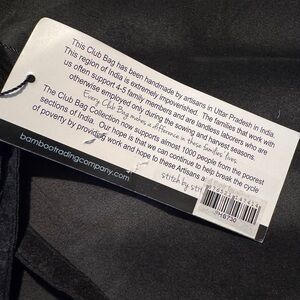 This Club Bag has been handmade by artisans in Uttar Pradesh in India.
This region of India is extremely impoverished. The families that work with
us often support 4-5 family members and are landless labourers who are
otherwise employed only during the sowing and harvest seasons.
Every Club Bag makes a difference in these families lives.
The Club Bag Collection now supports almost 1000 people from the poorest
sections of India. Our hope is that we can continue to help break the cycle
of poverty by providing work and hope to these Artisans a
stitch by stit
bambootradingcompany.com